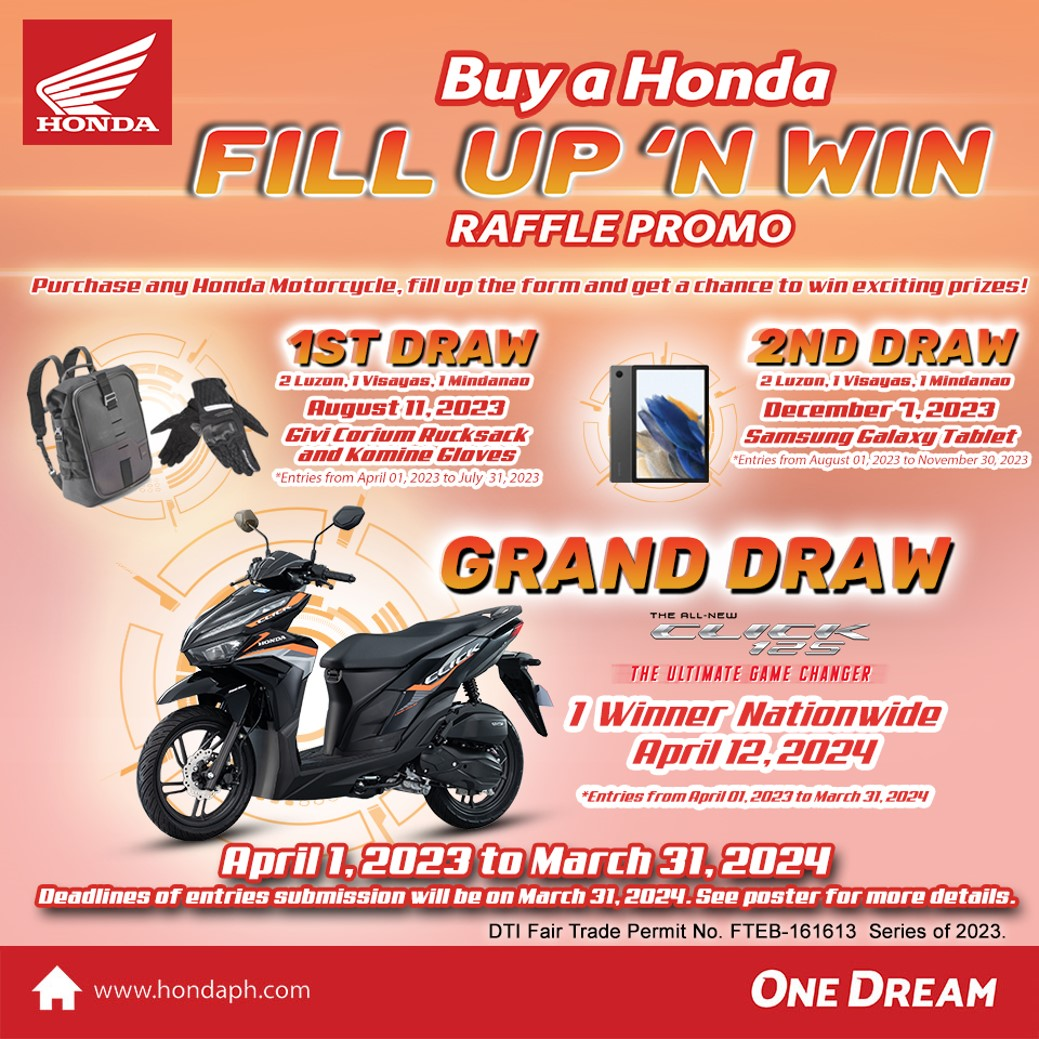 HONDA
Buy a Honda
FILL UP 'N WIN
RAFFLE PROMO
Purchase any Honda Motorcycle, fill up the form and get a chance to win exciting prizes!
1ST DRAW
2 Luzon, 1 Visayas, 1 Mindanao
August 11, 2023
Givi Corium Rucksack
and Komine Gloves
*Entries from April 01, 2023 to July 31, 2023
2ND DRAW
2 Luzon, 1 Visayas, 1 Mindanao
December 7, 2023
Samsung Galaxy Tablet
*Entries from August 01, 2023 to November 30, 2023
GRAND DRAW
THE ALL-NEW
CLICK
125
THE ULTIMATE GAME CHANGER
1 Winner Nationwide
April 12, 2024
*Entries from April 01, 2023 to March 31, 2024
CLICK
HONDA
CLICK
April 1, 2023 to March 31, 2024
Deadlines of entries submission will be on March 31, 2024. See poster for more details.
DTI Fair Trade Permit No. FTEB-161613 Series of 2023.
www.hondaph.com
ONE DREAM